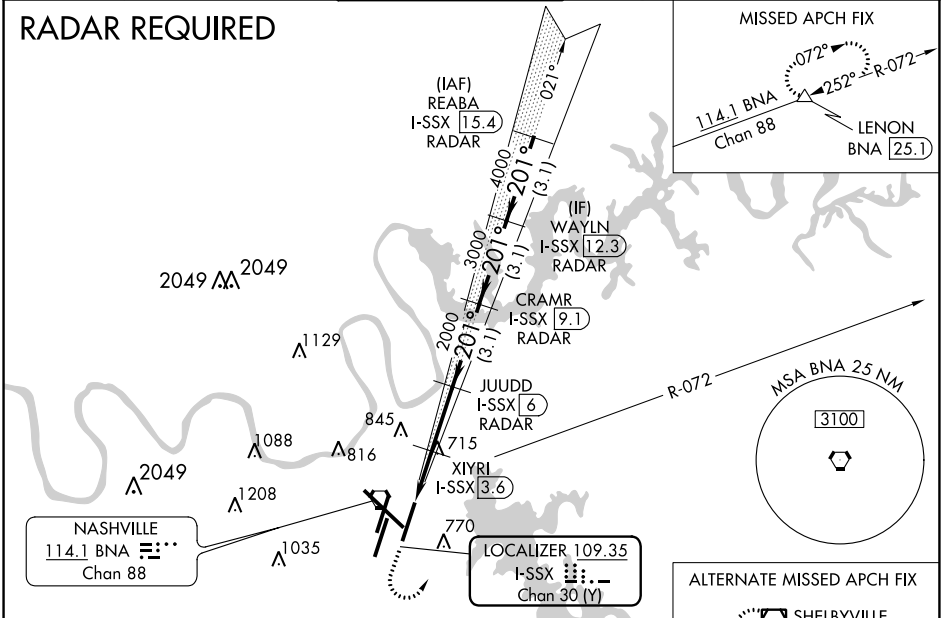 RADAR REQUIRED
(IAF)
REABA
I-SSX 15.4
RADAR
021°
4000
201°
(3.1)
(IF)
WAYLN
I-SSX 12.3
RADAR
3000
201°
(3.1)
CRAMR
I-SSX 9.1
RADAR
2000
201°
(3.1)
JUUDD
I-SSX 6
RADAR
XIYRI
I-SSX 3.6
R-072
2049
2049
1129
845
715
1088
816
2049
1208
770
1035
NASHVILLE
114.1 BNA
Chan 88
LOCALIZER 109.35
I-SSX
Chan 30 (Y)
MISSED APCH FIX
072°
252°
R-072
114.1 BNA
Chan 88
LENON
BNA 25.1
MSA BNA 25 NM
3100
ALTERNATE MISSED APCH FIX
SHELBYVILLE